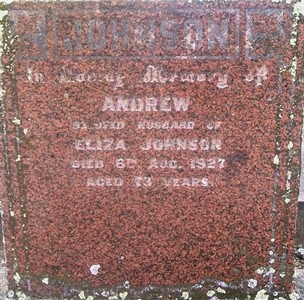 JOHNSON
In Loving Memory of
ANDREW
BELOVED HUSBAND OF
ELIZA JOHNSON
DIED 6TH AUG. 1927
AGED 73 YEARS.